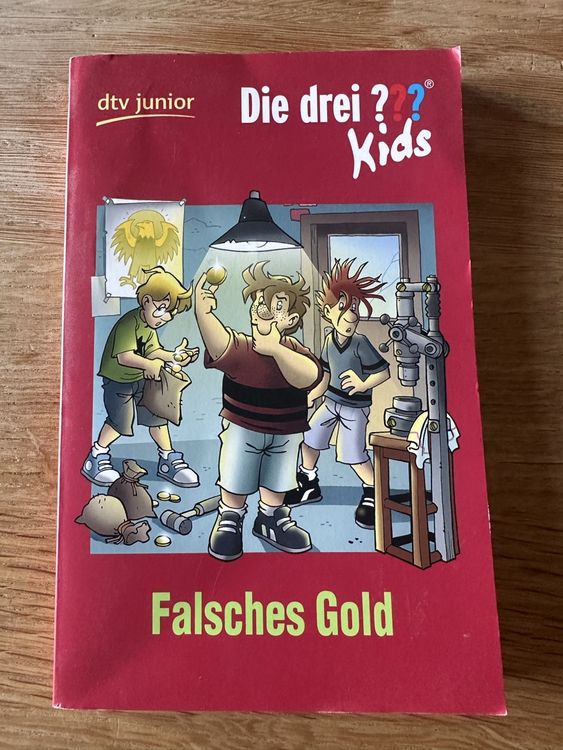 dtv junior
Die drei ???®
Kids
Falsches Gold